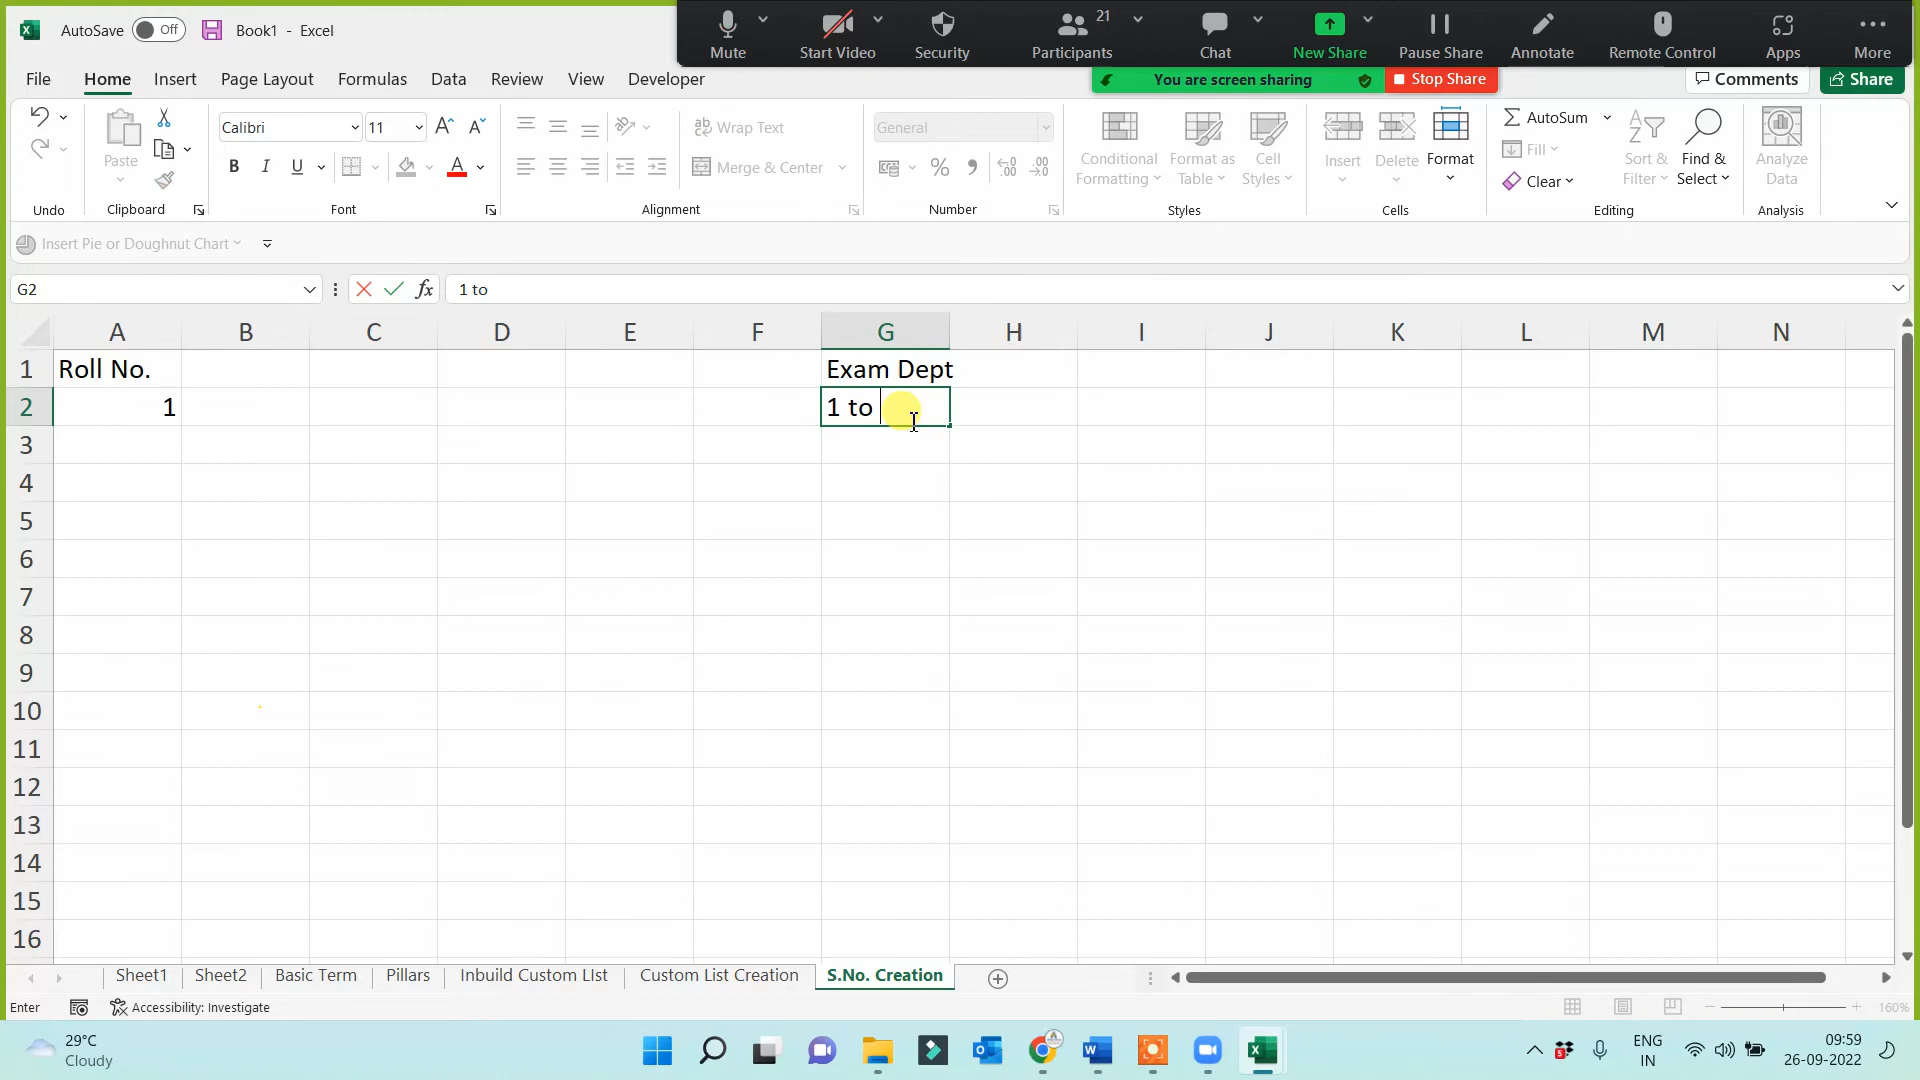 AutoSave Off Book1 - Excel
Mute Start Video Security Participants 21 Chat New Share Pause Share Annotate Remote Control Apps More
File Home Insert Page Layout Formulas Data Review View Developer
You are screen sharing Stop Share
Comments Share
Calibri 11
Wrap Text
General
AutoSum
Paste
B I U
Merge & Center
Conditional Formatting
Format as Table
Cell Styles
Insert Delete Format
Fill
Clear
Sort & Filter
Find & Select
Analyze Data
Undo Clipboard Font Alignment Number Styles Cells Editing Analysis
Insert Pie or Doughnut Chart
G2 fx 1 to
A B C D E F G H I J K L M N
1 Roll No. Exam Dept
2 1 1 to
3
4
5
6
7
8
9
10
11
12
13
14
15
16
Sheet1 Sheet2 Basic Term Pillars Inbuild Custom LIst Custom List Creation S.No. Creation
Enter Accessibility: Investigate 160%
29°C
Cloudy
ENG
IN
09:59
26-09-2022